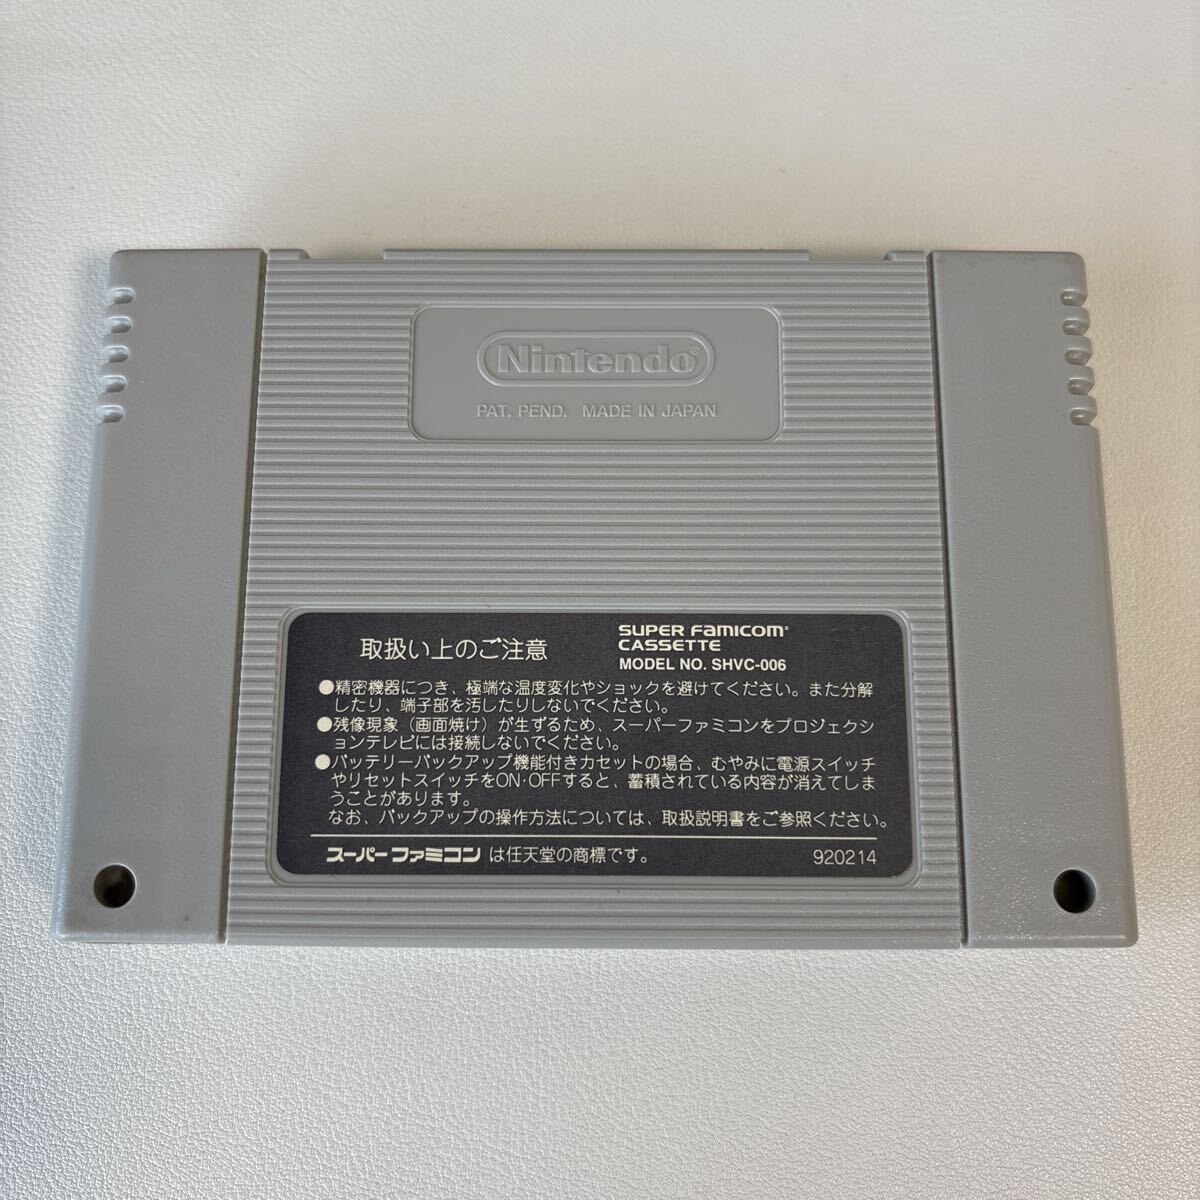 Nintendo®
PAT. PEND. MADE IN JAPAN
取扱い上のご注意
SUPER FAMICOM®
CASSETTE
MODEL NO. SHVC-006
●精密機器につき、極端な温度変化やショックを避けてください。また分解
したり、端子部を汚したりしないでください。
●残像現象（画面焼け）が生ずるため、スーパーファミコンをプロジェクシ
ョンテレビには接続しないでください。
●バッテリーバックアップ機能付きカセットの場合、むやみに電源スイッチ
やリセットスイッチをON・OFFすると、蓄積されている内容が消えてしま
うことがあります。
なお、バックアップの操作方法については、取扱説明書をご参照ください。
スーパーファミコン は任天堂の商標です。
920214